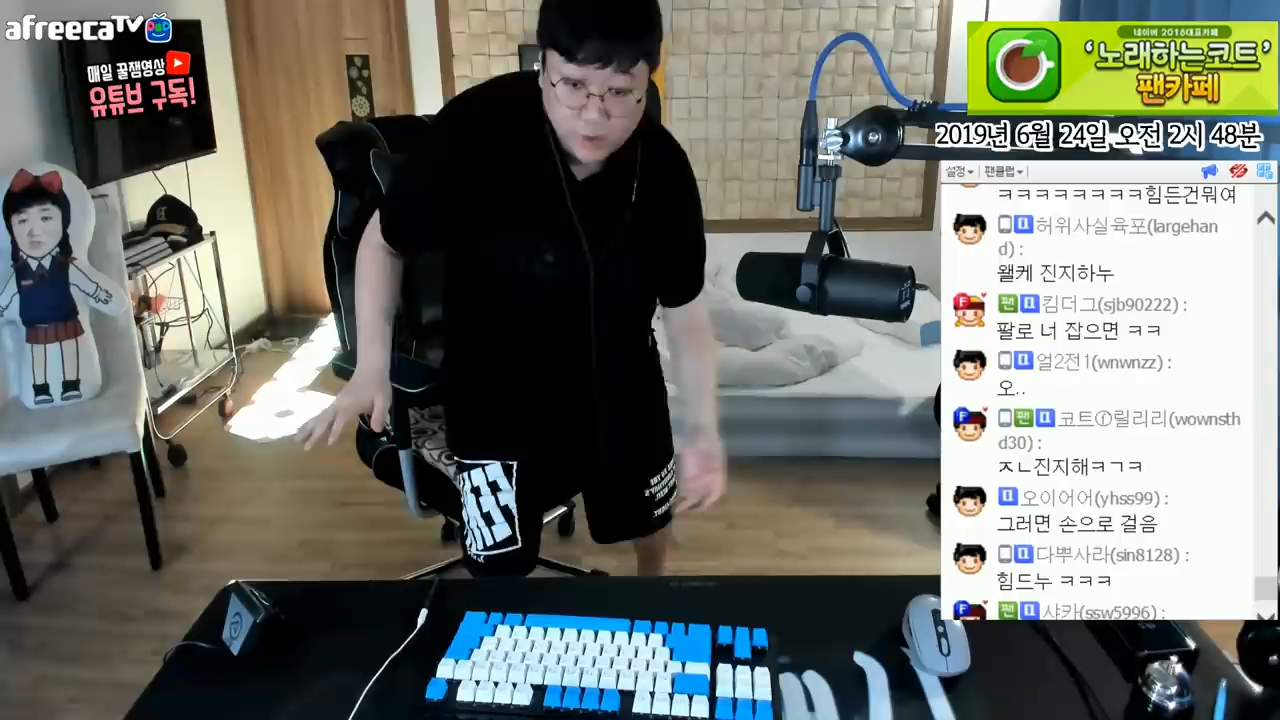 afreecaTV
매일 꿀잼영상
유튜브 구독!
네이버 2018대표카페
'노래하는코트'
팬카페
2019년 6월 24일 오전 2시 48분
설정 팬클럽
ㅋㅋㅋㅋㅋㅋㅋㅋ힘든건뭐여
허위사실육포(largehan
d) :
왤케 진지하누
F 팬 킴더그(sjb90222) :
팔로 너 잡으면 ㅋㅋ
얼2전1(wnwnzz) :
오..
F 팬 코트ⓕ릴리리(wownsth
d30) :
ㅈㄴ진지해ㅋㄱㅋ
오이어어(yhss99) :
그러면 손으로 걸음
다뿌사라(sin8128) :
힘드누 ㅋㅋㅋ
F 팬 샤카(ssw5996) :